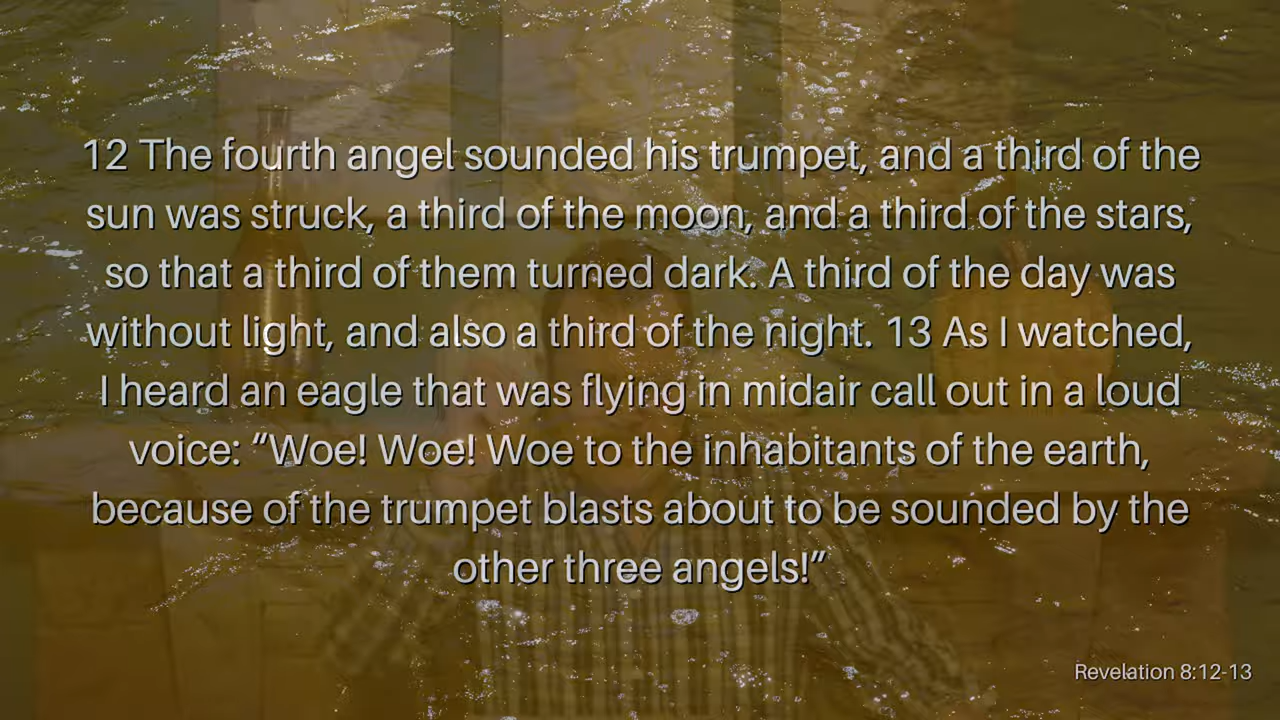 12 The fourth angel sounded his trumpet, and a third of the
sun was struck, a third of the moon, and a third of the stars,
so that a third of them turned dark. A third of the day was
without light, and also a third of the night. 13 As I watched,
I heard an eagle that was flying in midair call out in a loud
voice: “Woe! Woe! Woe to the inhabitants of the earth,
because of the trumpet blasts about to be sounded by the
other three angels!”
Revelation 8:12-13